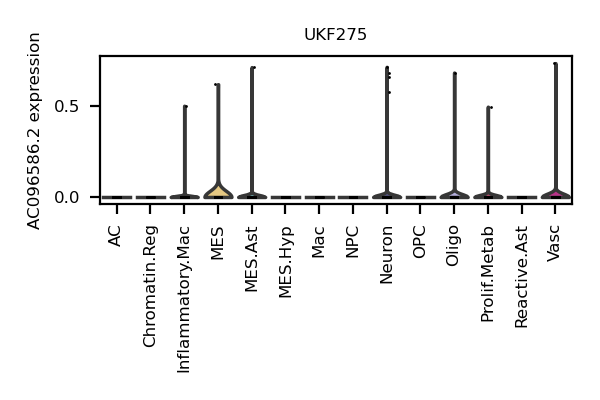 UKF275
AC096586.2 expression
0.5
0.0
AC
Chromatin.Reg
Inflammatory.Mac
MES
MES.Ast
MES.Hyp
Mac
NPC
Neuron
OPC
Oligo
Prolif.Metab
Reactive.Ast
Vasc